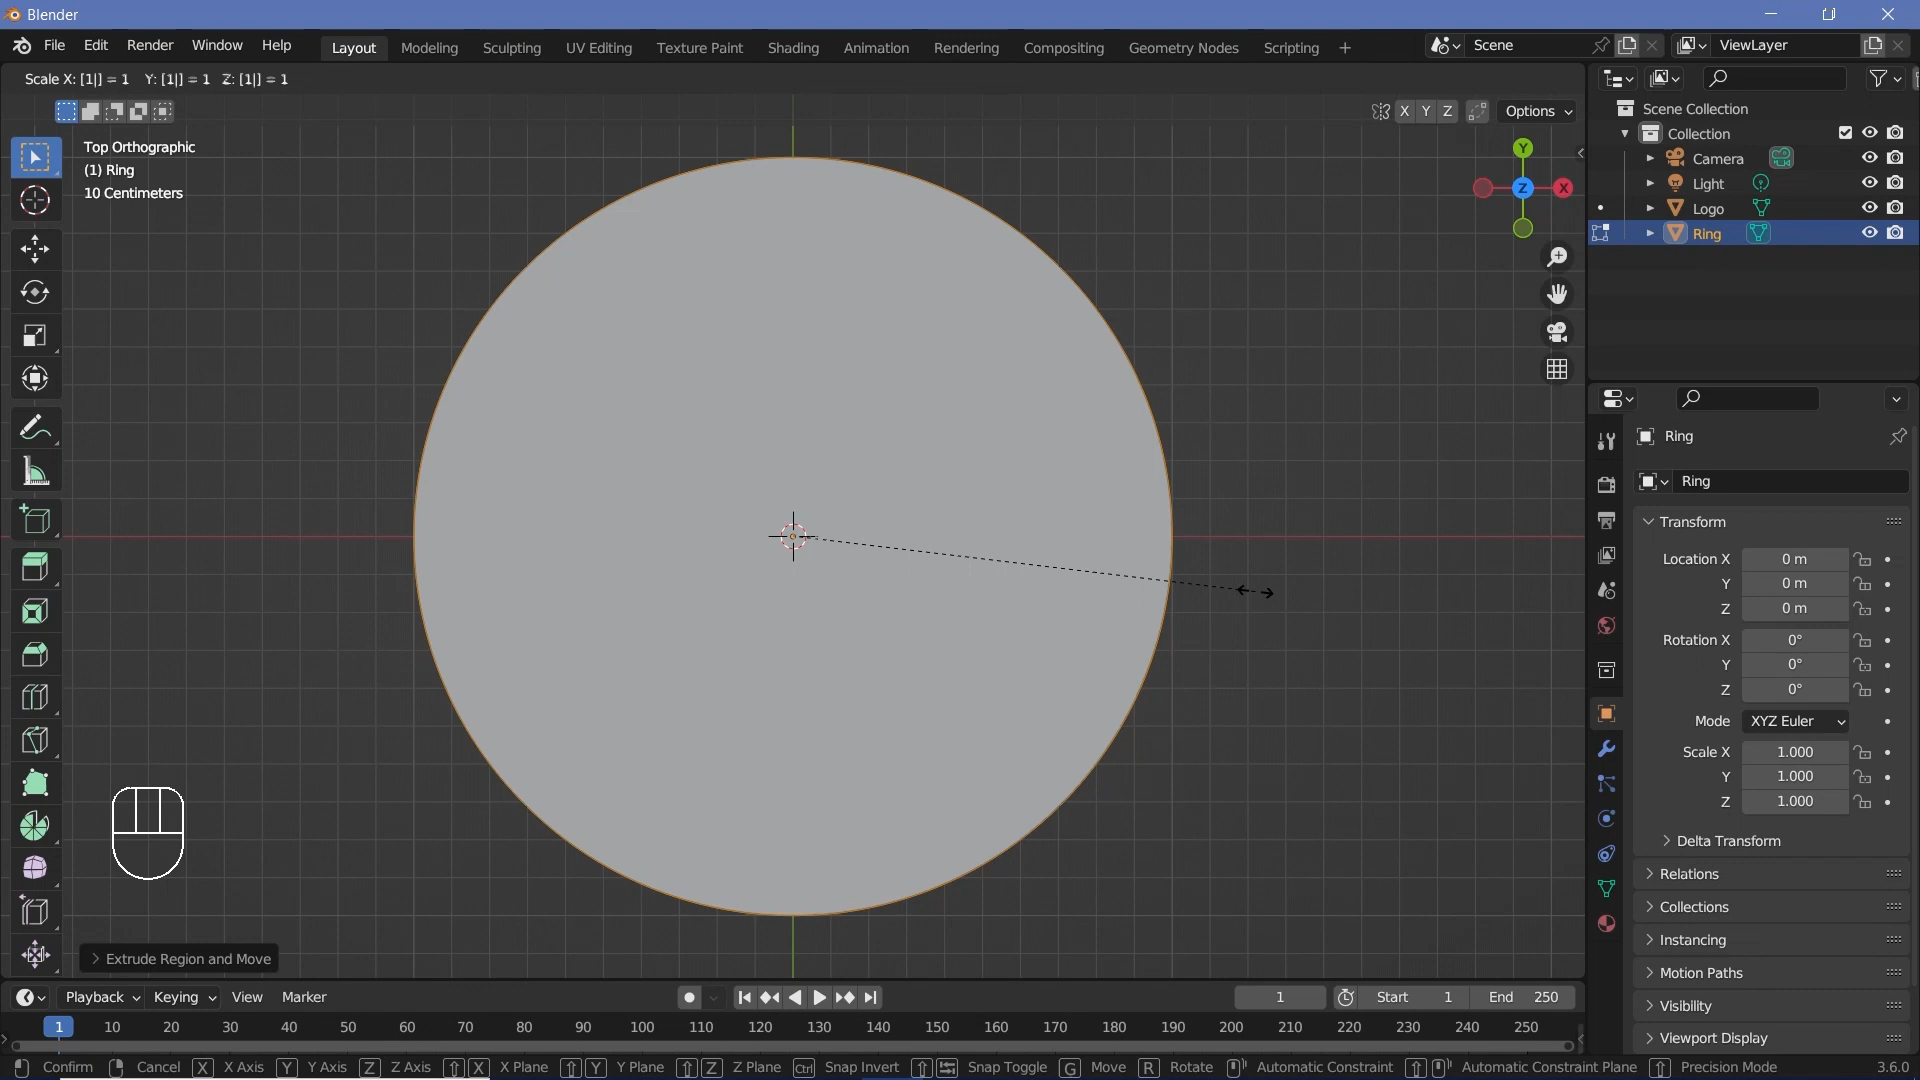 Blender
File Edit Render Window Help Layout Modeling Sculpting UV Editing Texture Paint Shading Animation Rendering Compositing Geometry Nodes Scripting + Scene ViewLayer
Scale X: [1|] = 1 Y: [1|] = 1 Z: [1|] = 1
X Y Z Options
Top Orthographic
(1) Ring
10 Centimeters
Y
Z X
Scene Collection
Collection
Camera
Light
Logo
Ring
Ring
Ring
Transform
Location X 0 m
Y 0 m
Z 0 m
Rotation X 0°
Y 0°
Z 0°
Mode XYZ Euler
Scale X 1.000
Y 1.000
Z 1.000
Delta Transform
Relations
Collections
Instancing
Motion Paths
Visibility
Viewport Display
Extrude Region and Move
Playback Keying View Marker 1 Start 1 End 250
1 10 20 30 40 50 60 70 80 90 100 110 120 130 140 150 160 170 180 190 200 210 220 230 240 250
Confirm Cancel X X Axis Y Y Axis Z Z Axis X X Plane Y Y Plane Z Z Plane Ctrl Snap Invert Snap Toggle G Move R Rotate Automatic Constraint Automatic Constraint Plane Precision Mode 3.6.0